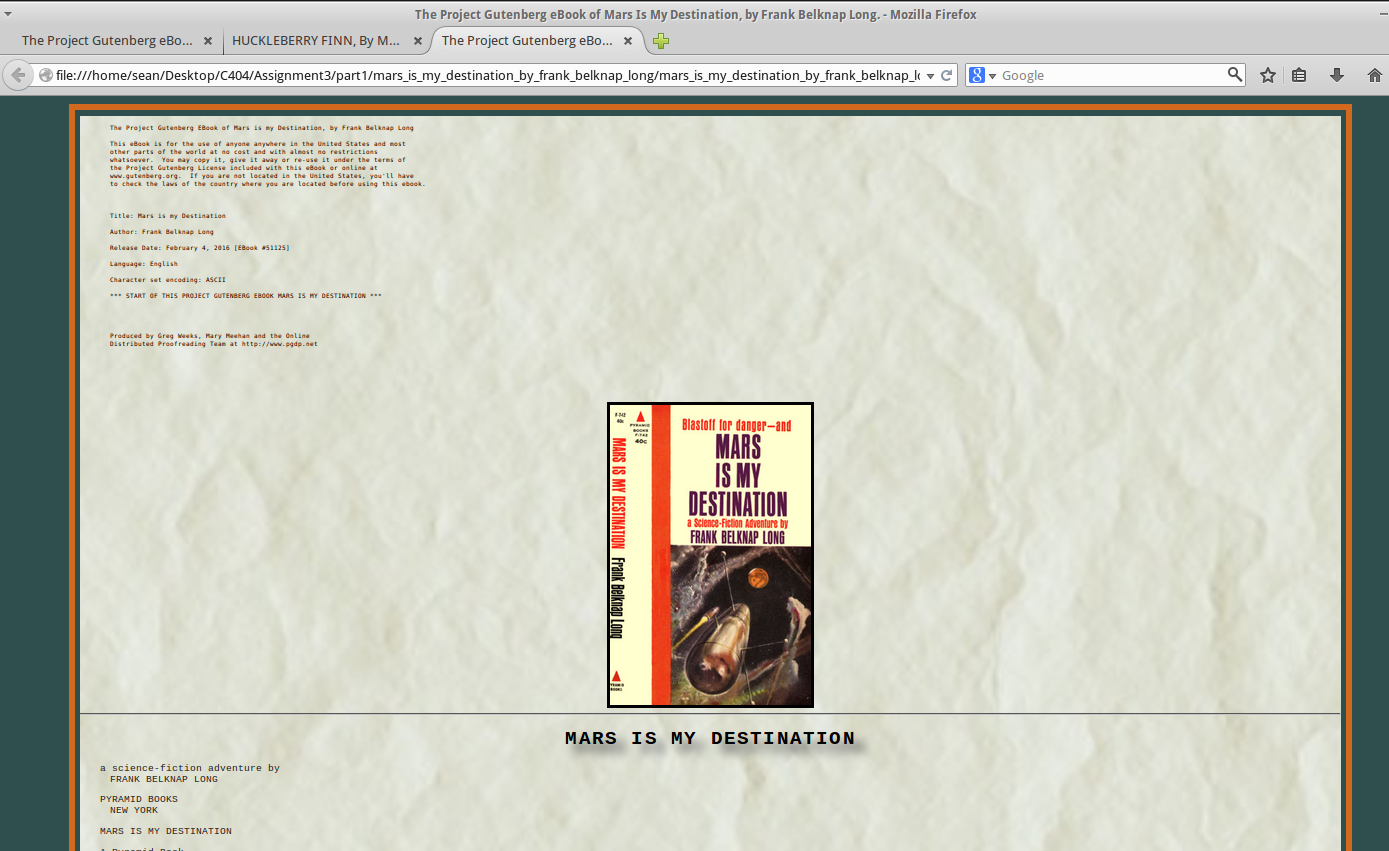 The Project Gutenberg eBook of Mars Is My Destination, by Frank Belknap Long. - Mozilla Firefox
The Project Gutenberg eBo...
HUCKLEBERRY FINN, By M...
The Project Gutenberg eBo...
file:///home/sean/Desktop/C404/Assignment3/part1/mars_is_my_destination_by_frank_belknap_long/mars_is_my_destination_by_frank_belknap_lo
8
Google
The Project Gutenberg EBook of Mars is my Destination, by Frank Belknap Long
This eBook is for the use of anyone anywhere in the United States and most
other parts of the world at no cost and with almost no restrictions
whatsoever.  You may copy it, give it away or re-use it under the terms of
the Project Gutenberg License included with this eBook or online at
www.gutenberg.org.  If you are not located in the United States, you'll have
to check the laws of the country where you are located before using this ebook.
Title: Mars is my Destination
Author: Frank Belknap Long
Release Date: February 4, 2016 [EBook #51125]
Language: English
Character set encoding: ASCII
*** START OF THIS PROJECT GUTENBERG EBOOK MARS IS MY DESTINATION ***
Produced by Greg Weeks, Mary Meehan and the Online
Distributed Proofreading Team at http://www.pgdp.net
F-742
40c
PYRAMID
BOOKS
F-742
40c
MARS IS MY DESTINATION
Frank Belknap Long
PYRAMID
BOOKS
Blastoff for danger—and
MARS
IS MY
DESTINATION
a Science-Fiction Adventure by
FRANK BELKNAP LONG
MARS IS MY DESTINATION
a science-fiction adventure by
FRANK BELKNAP LONG
PYRAMID BOOKS
NEW YORK
MARS IS MY DESTINATION
A Pyramid Book